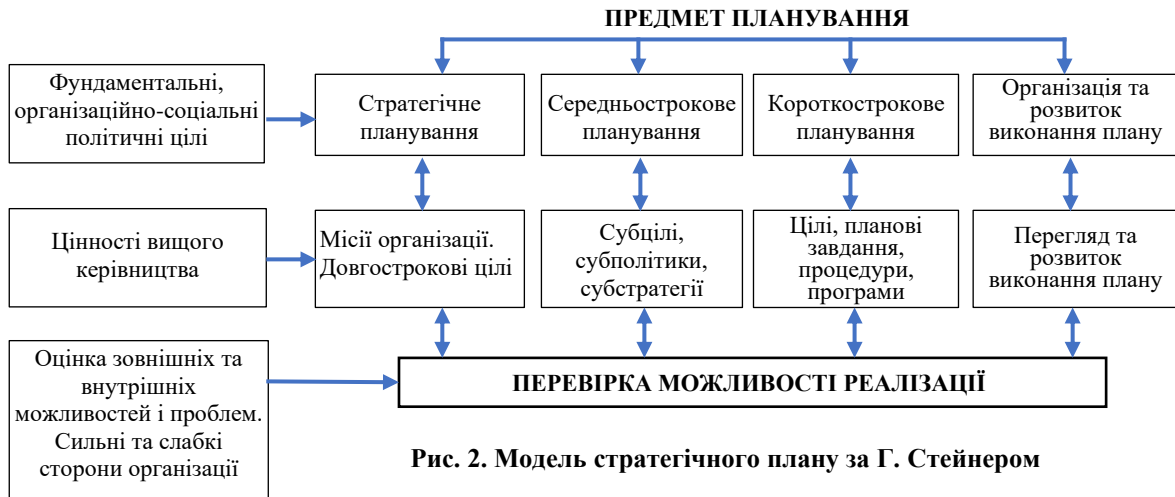 ПРЕДМЕТ ПЛАНУВАННЯ
Фундаментальні,
організаційно-соціальні
політичні цілі
Стратегічне
планування
Середньострокове
планування
Короткострокове
планування
Організація та
розвиток
виконання плану
Цінності вищого
керівництва
Місії організації.
Довгострокові цілі
Субцілі,
субполітики,
субстратегії
Цілі, планові
завдання,
процедури,
програми
Перегляд та
розвиток
виконання плану
Оцінка зовнішніх та
внутрішніх
можливостей і проблем.
Сильні та слабкі
сторони організації
ПЕРЕВІРКА МОЖЛИВОСТІ РЕАЛІЗАЦІЇ
Рис. 2. Модель стратегічного плану за Г. Стейнером